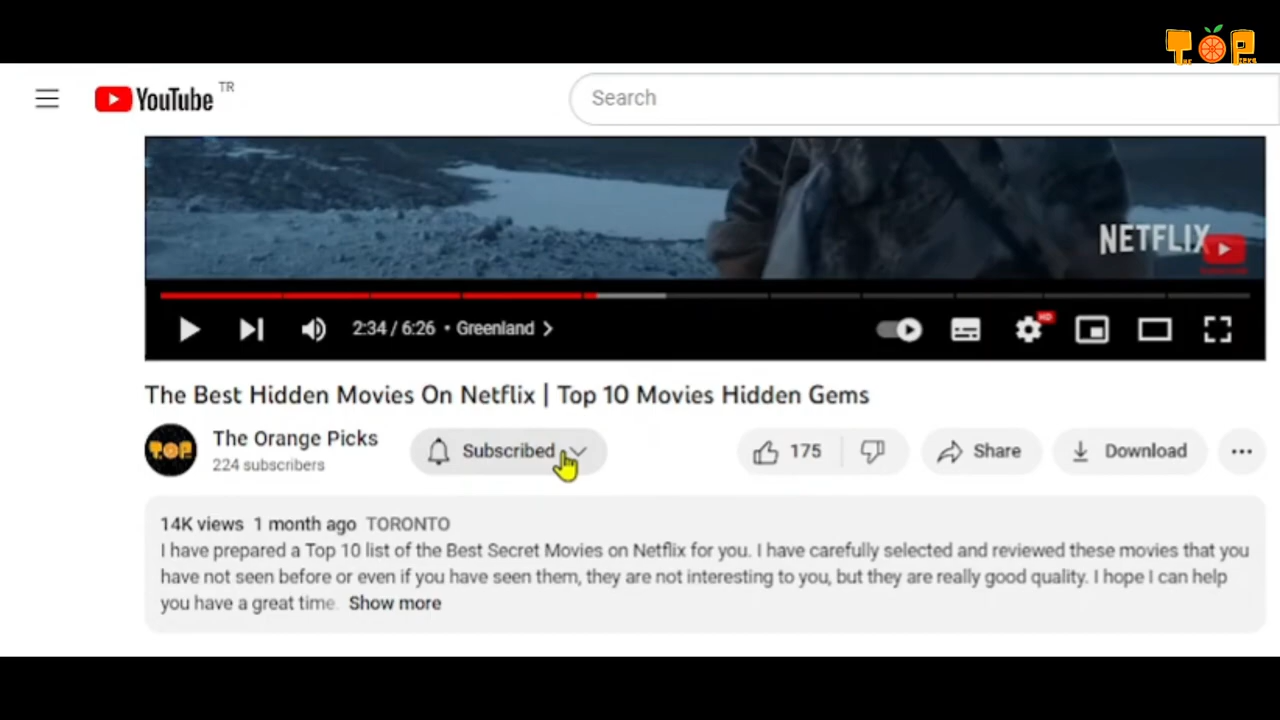 TOP
YouTube TR
Search
NETFLIX
2:34 / 6:26 • Greenland
HD
The Best Hidden Movies On Netflix | Top 10 Movies Hidden Gems
TOP
The Orange Picks
224 subscribers
Subscribed
175
Share
Download
14K views 1 month ago TORONTO
I have prepared a Top 10 list of the Best Secret Movies on Netflix for you. I have carefully selected and reviewed these movies that you
have not seen before or even if you have seen them, they are not interesting to you, but they are really good quality. I hope I can help
you have a great time. Show more